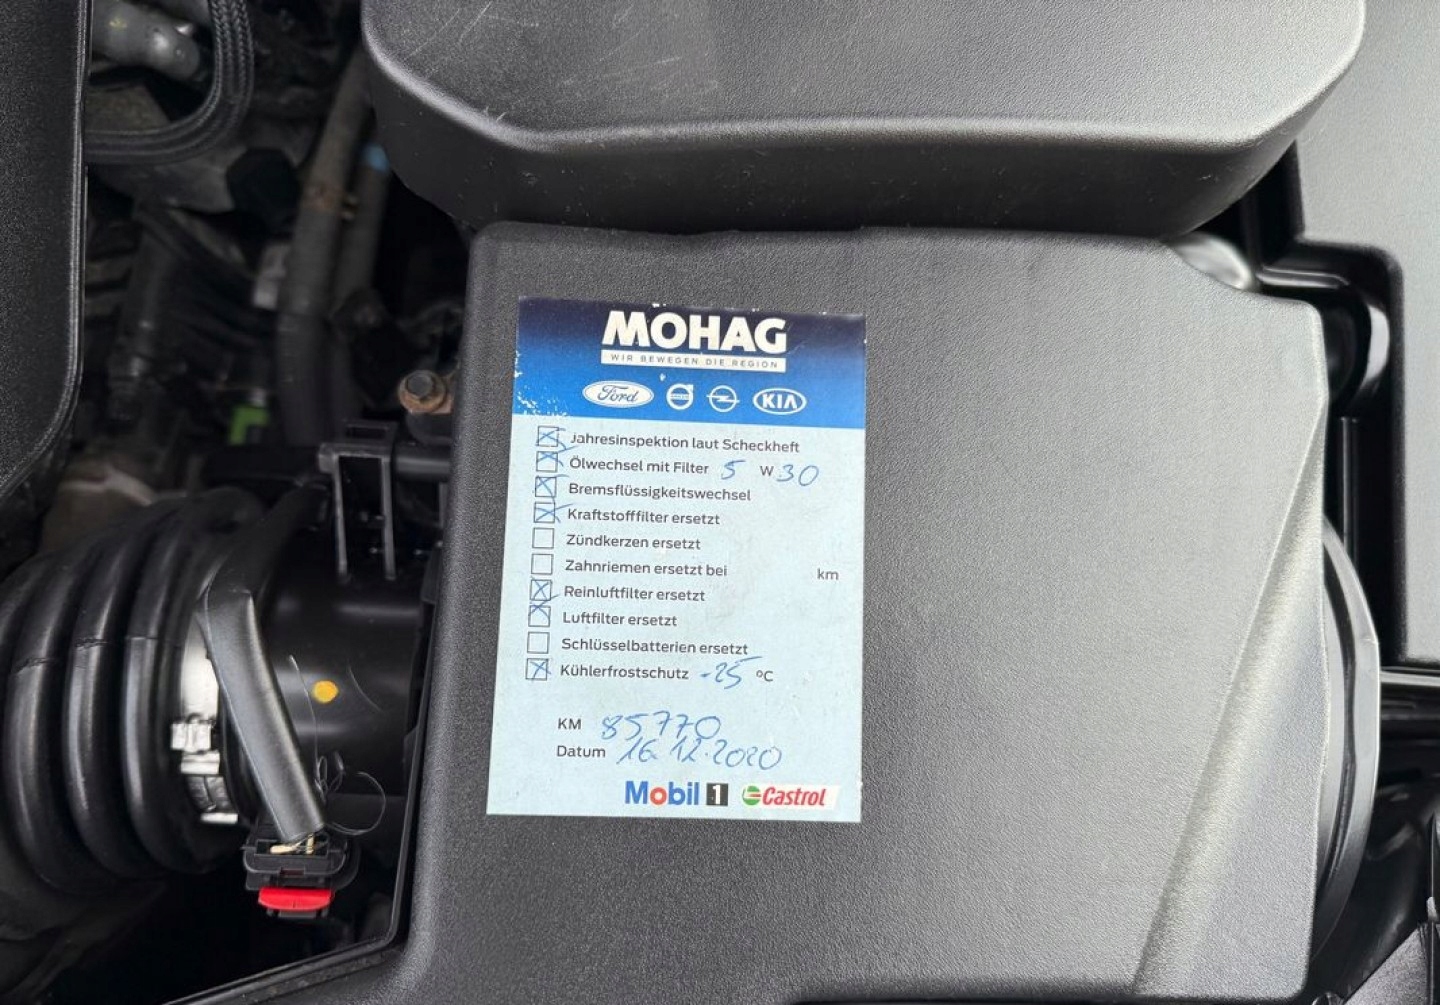 MOHAG
WIR BEWEGEN DIE REGION
Ford KIA
Jahresinspektion laut Scheckheft
Ölwechsel mit Filter 5 W 30
Bremsflüssigkeitswechsel
Kraftstofffilter ersetzt
Zündkerzen ersetzt
Zahnriemen ersetzt bei km
Reinluftfilter ersetzt
Luftfilter ersetzt
Schlüsselbatterien ersetzt
Kühlerfrostschutz -25 °C
KM 85770
Datum 16.12.2020
Mobil 1 Castrol